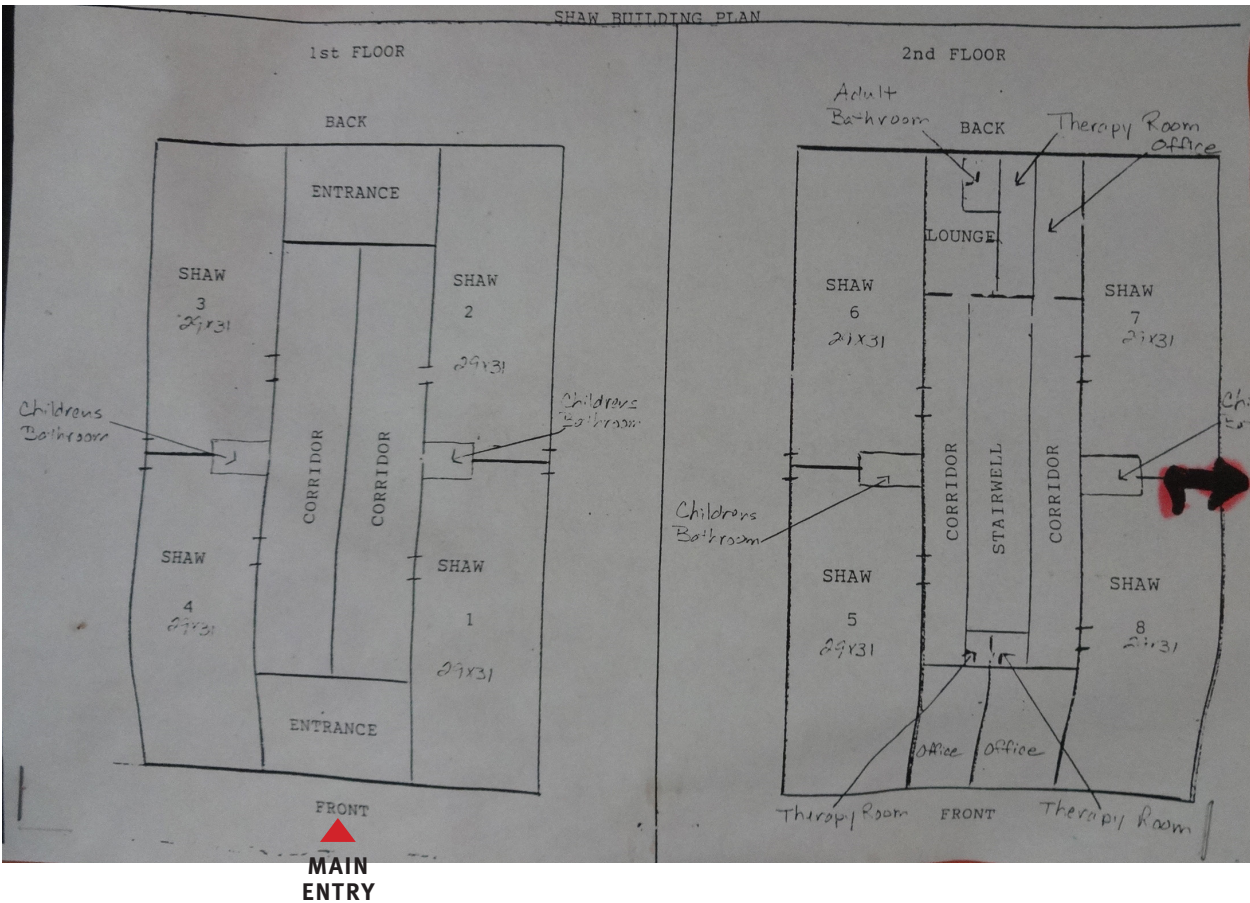 SHAW BUILDING PLAN
1st FLOOR
BACK
ENTRANCE
SHAW
3
29x31
SHAW
2
29x31
Childrens
Bathroom
Childrens
Bathroom
CORRIDOR
CORRIDOR
SHAW
4
29x31
SHAW
1
29x31
ENTRANCE
FRONT
MAIN
ENTRY
2nd FLOOR
Adult
Bathroom
BACK
Therapy Room
Office
LOUNGE
SHAW
6
29x31
SHAW
7
29x31
Chi
Childrens
Bathroom
CORRIDOR
STAIRWELL
CORRIDOR
SHAW
5
29x31
SHAW
8
29x31
Office
Office
Therapy Room
FRONT
Therapy Room